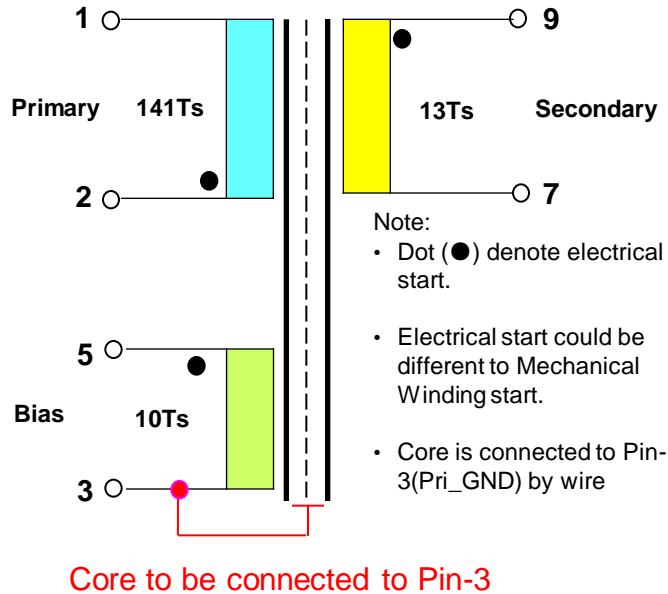 1
9
Primary
141Ts
13Ts
Secondary
2
7
Note:
• Dot (●) denote electrical
start.
• Electrical start could be
different to Mechanical
Winding start.
5
Bias
10Ts
• Core is connected to Pin-
3(Pri_GND) by wire
3
Core to be connected to Pin-3